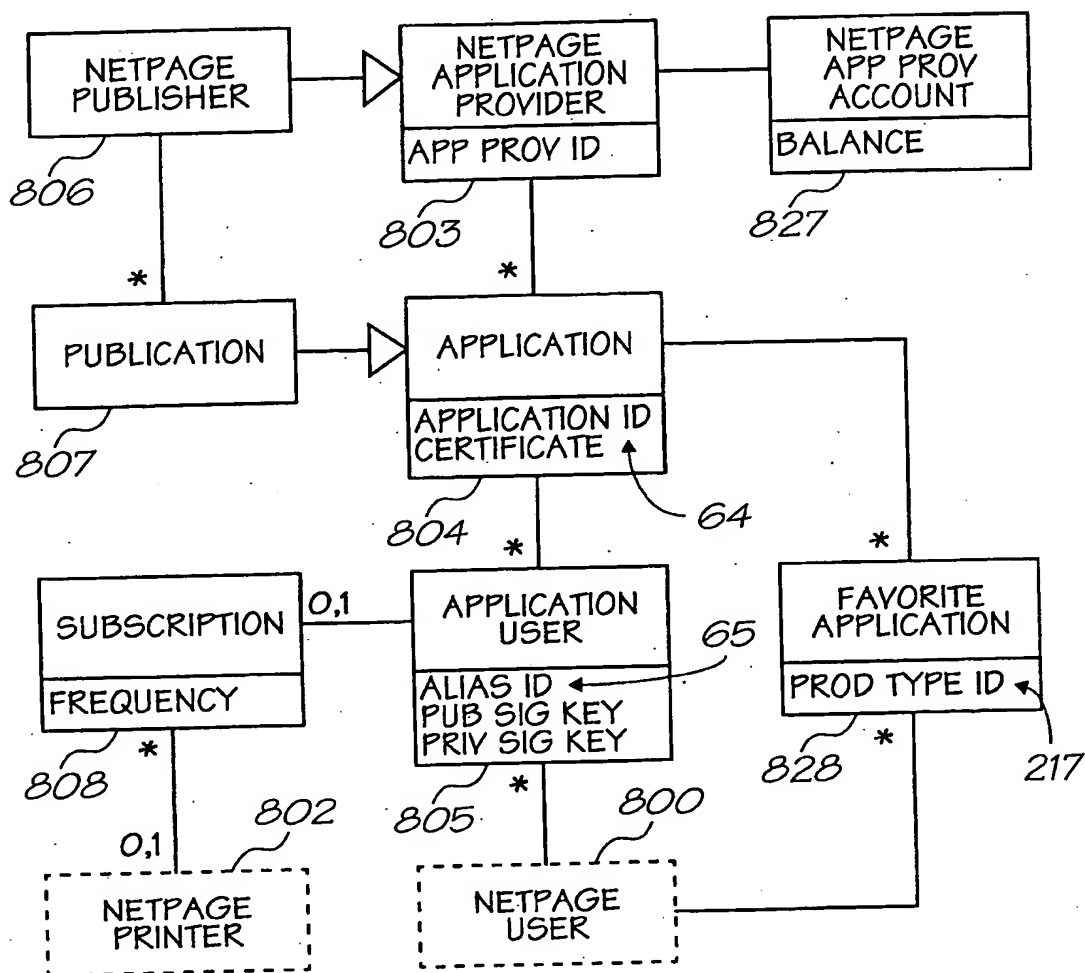 NETPAGE
PUBLISHER
806
NETPAGE
APPLICATION
PROVIDER
APP PROV ID
803
NETPAGE
APP PROV
ACCOUNT
BALANCE
827
*
*
PUBLICATION
807
APPLICATION
APPLICATION ID
CERTIFICATE
64
804
*
*
SUBSCRIPTION
FREQUENCY
808
0,1
APPLICATION
USER
ALIAS ID
PUB SIG KEY
PRIV SIG KEY
65
805
FAVORITE
APPLICATION
PROD TYPE ID
828
217
*
*
*
0,1
802
NETPAGE
PRINTER
800
NETPAGE
USER